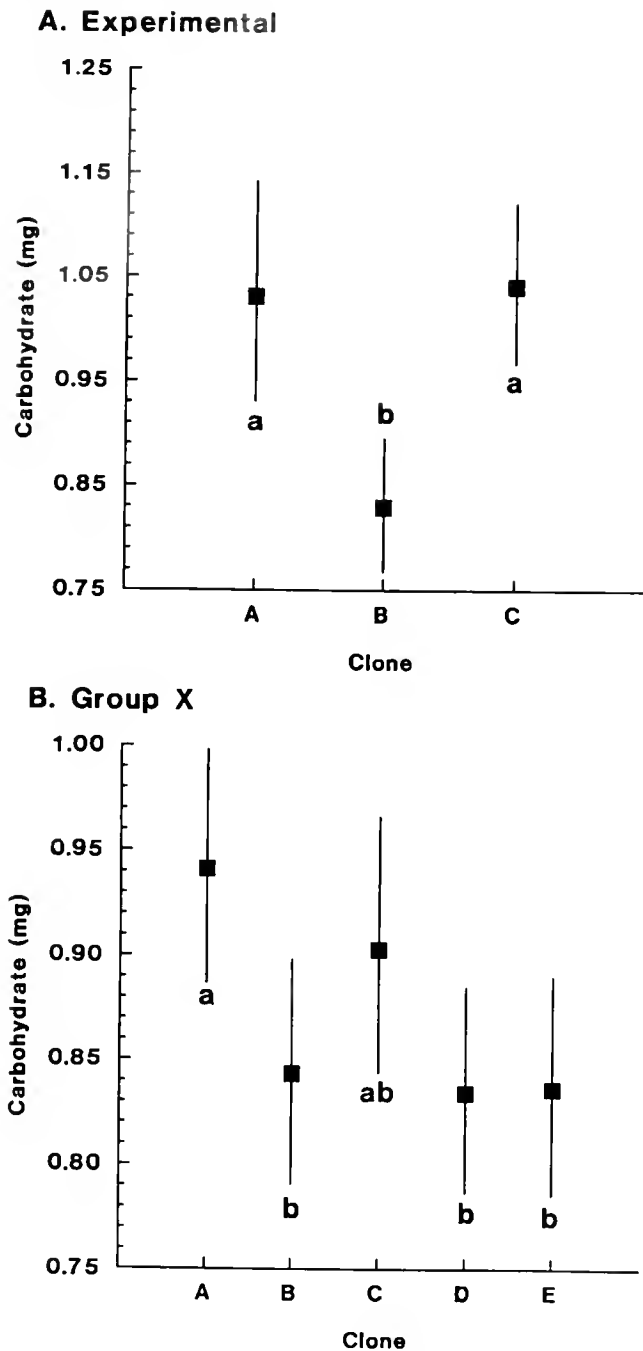 A. Experimental
1.25
1.15
1.05
0.95
0.85
0.75
Carbohydrate (mg)
a
b
a
A B C
Clone
B. Group X
1.00
0.95
0.90
0.85
0.80
0.75
Carbohydrate (mg)
a
b
ab
b
b
A B C D E
Clone